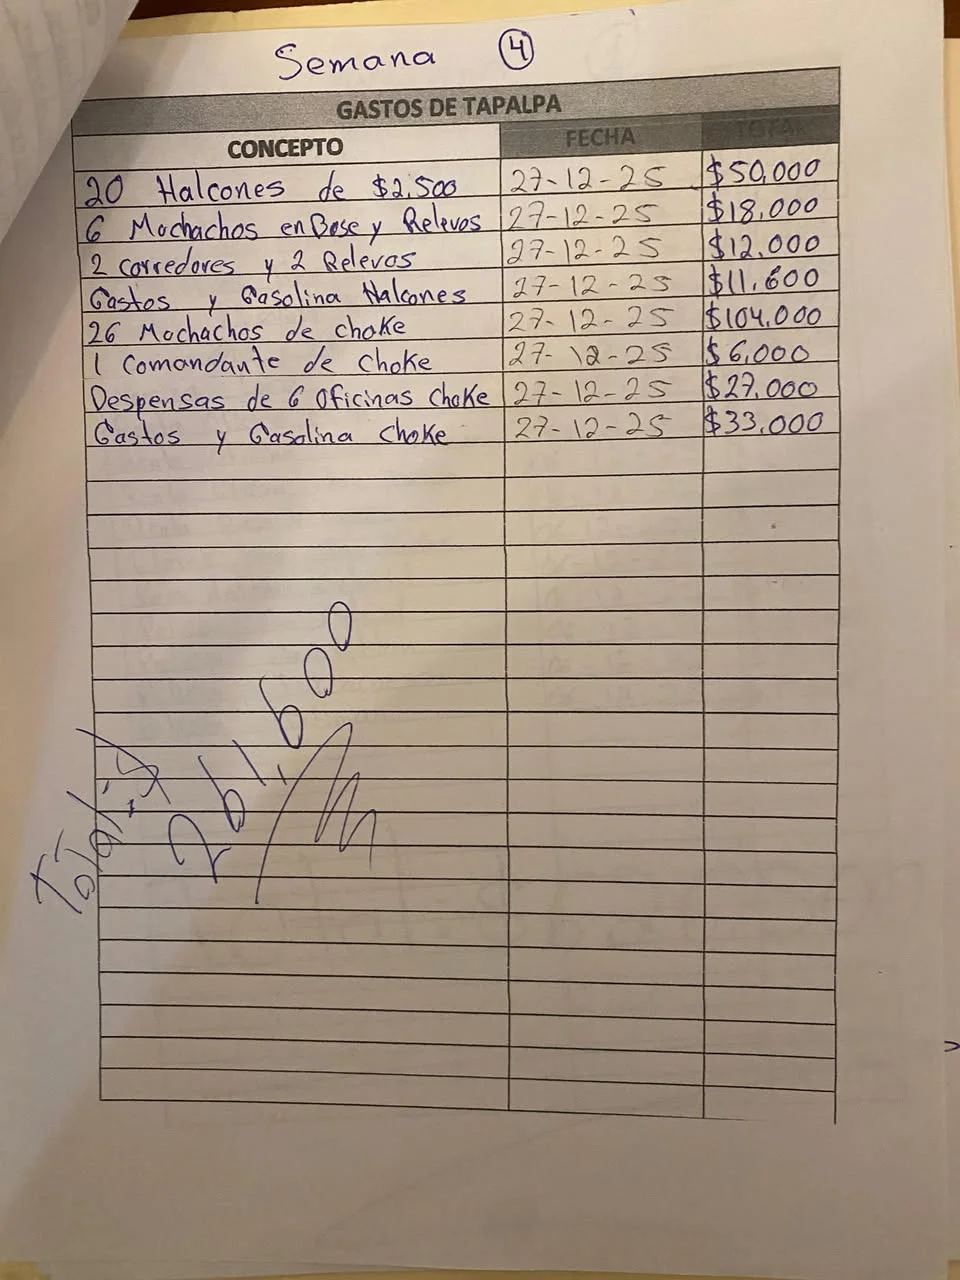 Semana 4
GASTOS DE TAPALPA
CONCEPTO FECHA TOTAL
20 Halcones de $2,500 27-12-25 $50,000
6 Mochachos en Base y Relevos 27-12-25 $18,000
2 corredores y 2 Relevos 27-12-25 $12,000
Gastos y Gasolina Halcones 27-12-25 $11,600
26 Mochachos de choke 27-12-25 $104,000
1 Comandante de Choke 27-12-25 $6,000
Despensas de 6 Oficinas Choke 27-12-25 $27,000
Gastos y Gasolina Choke 27-12-25 $33,000
Total: $
261,600